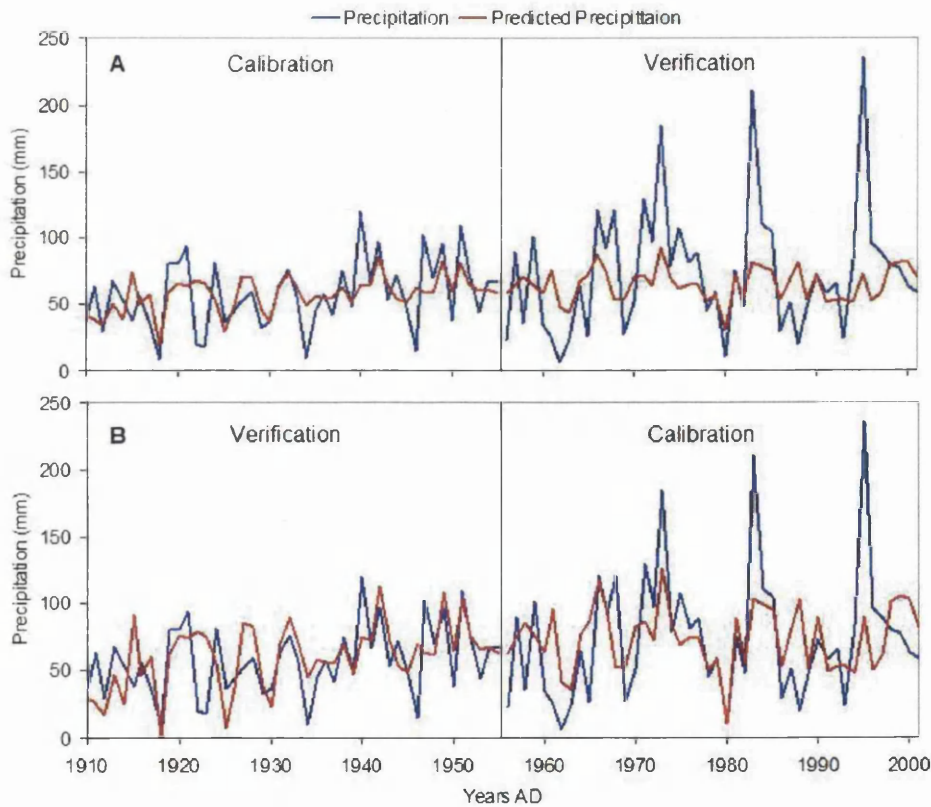 Precipitation Predicted Precipittaion
A
Calibration
Verification
250
200
150
100
50
0
Precipitation (mm)
B
Verification
Calibration
250
200
150
100
50
0
Precipitation (mm)
1910 1920 1930 1940 1950 1960 1970 1980 1990 2000
Years AD